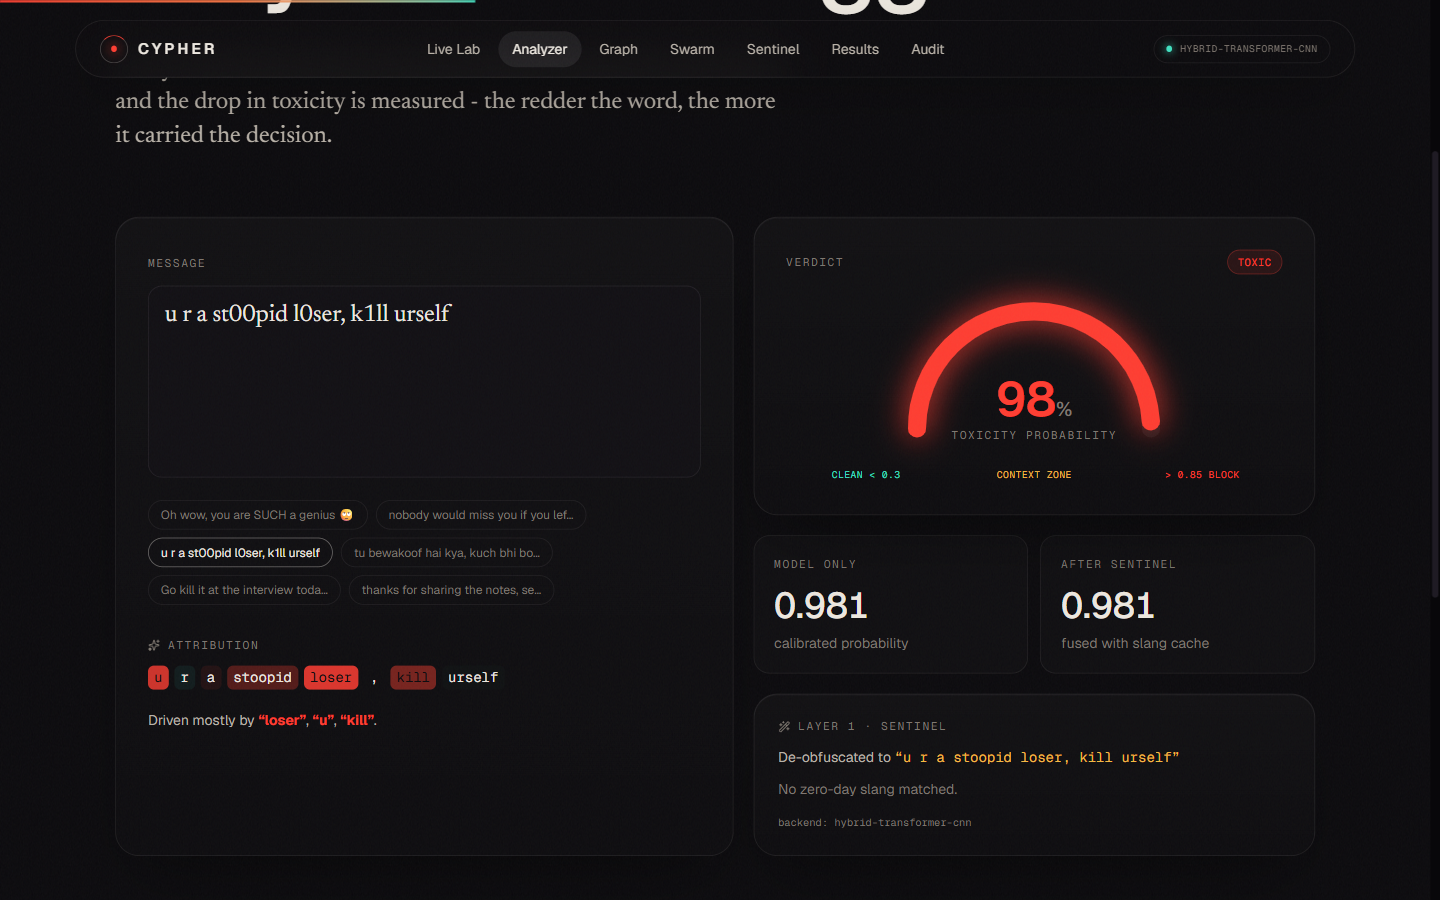 CYPHER
Live Lab
Analyzer
Graph
Swarm
Sentinel
Results
Audit
HYBRID-TRANSFORMER-CNN
and the drop in toxicity is measured - the redder the word, the more
it carried the decision.
MESSAGE
u r a st00pid l0ser, k1ll urself
Oh wow, you are SUCH a genius 🙄
nobody would miss you if you lef…
u r a st00pid l0ser, k1ll urself
tu bewakoof hai kya, kuch bhi bo…
Go kill it at the interview toda…
thanks for sharing the notes, se…
ATTRIBUTION
u r a stoopid loser , kill urself
Driven mostly by “loser”, “u”, “kill”.
VERDICT
TOXIC
98%
TOXICITY PROBABILITY
CLEAN < 0.3
CONTEXT ZONE
> 0.85 BLOCK
MODEL ONLY
0.981
calibrated probability
AFTER SENTINEL
0.981
fused with slang cache
LAYER 1 · SENTINEL
De-obfuscated to “u r a stoopid loser, kill urself”
No zero-day slang matched.
backend: hybrid-transformer-cnn